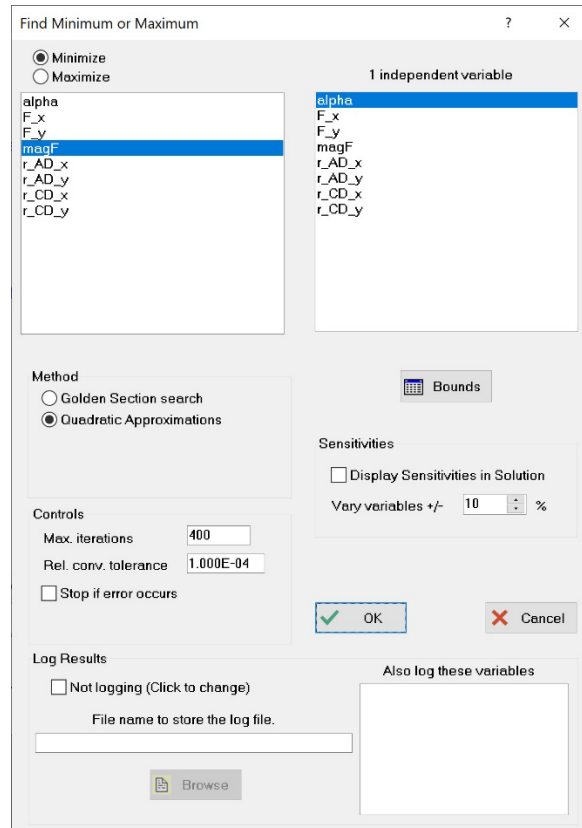 Find Minimum or Maximum
Minimize
Maximize
1 independent variable
alpha
F_x
F_y
magF
r_AD_x
r_AD_y
r_CD_x
r_CD_y
alpha
F_x
F_y
magF
r_AD_x
r_AD_y
r_CD_x
r_CD_y
Method
Golden Section search
Quadratic Approximations
Bounds
Sensitivities
Display Sensitivities in Solution
Vary variables +/- 10 %
Controls
Max. iterations 400
Rel. conv. tolerance 1.000E-04
Stop if error occurs
OK
Cancel
Log Results
Not logging (Click to change)
File name to store the log file.
Browse
Also log these variables